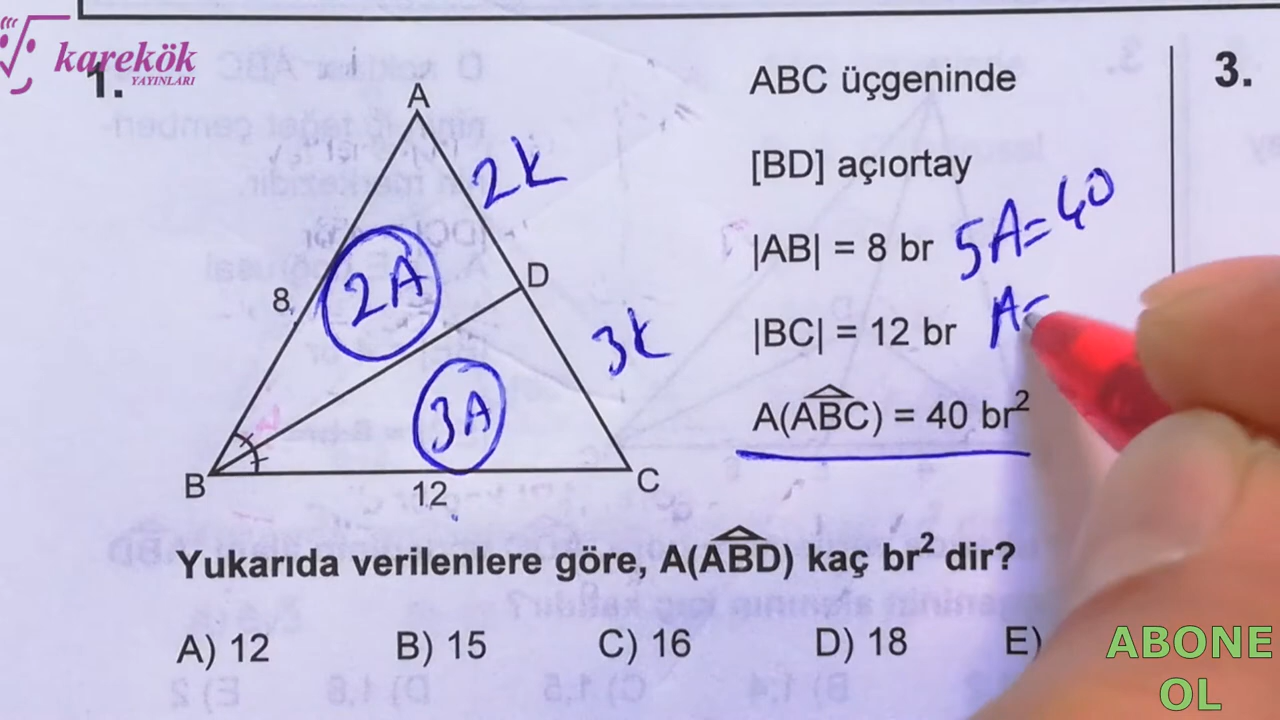 karekök
YAYINLARI
1.
A
2k
2A
8
D
3k
3A
B
12
C
ABC üçgeninde
[BD] açıortay
|AB| = 8 br
5A=40
|BC| = 12 br
A=
A(ABC) = 40 br²
Yukarıda verilenlere göre, A(ABD) kaç br² dir?
A) 12 B) 15 C) 16 D) 18 E)
3.
ABONE
OL